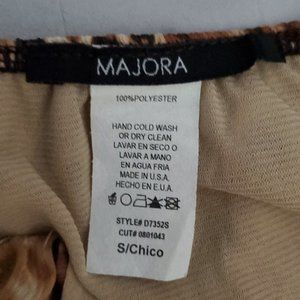 MAJORA
100%POLYESTER
HAND COLD WASH
OR DRY CLEAN
LAVAR EN SECO O
LAVAR A MANO
EN AGUA FRIA
MADE IN U.S.A.
HECHO EN E.U.A.
STYLE# D7352S
CUT# 0801043
S/Chico